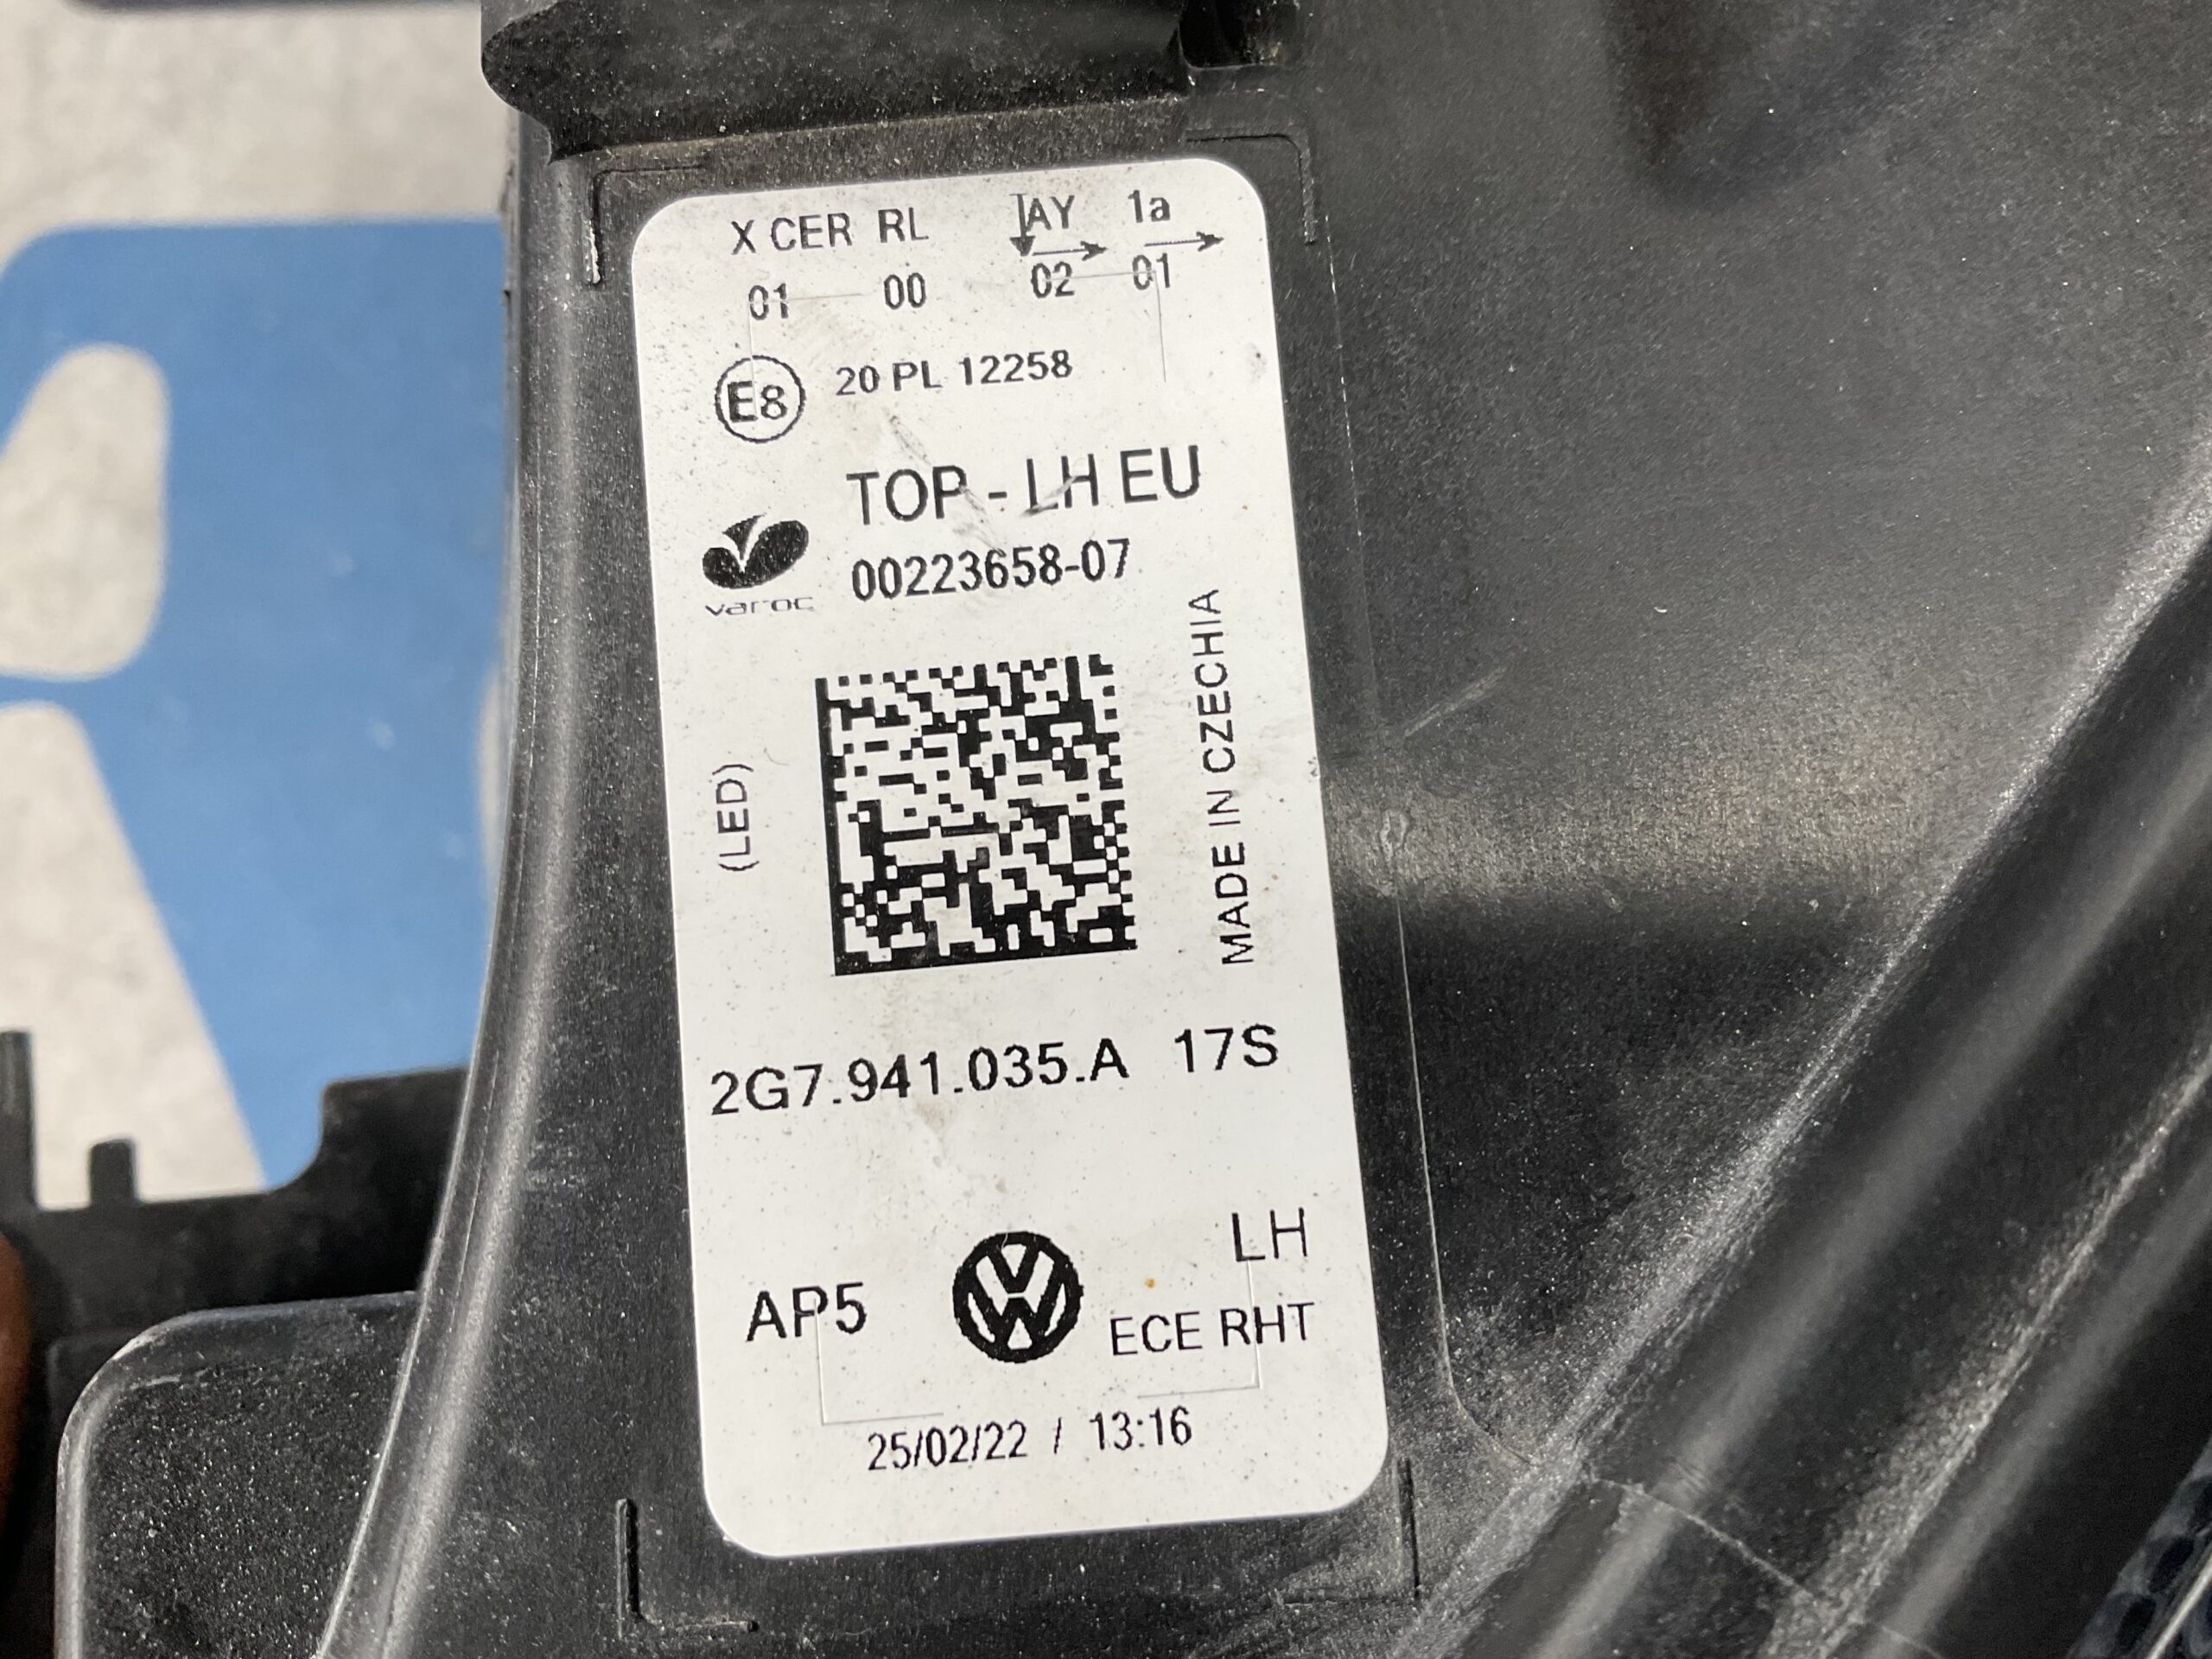 X CER RL AY 1a
01 00 02 01
E8 20 PL 12258
TOP - LH EU
varoc 00223658-07
(LED)
MADE IN CZECHIA
2G7.941.035.A 17S
LH
AP5 ECE RHT
25/02/22 / 13:16